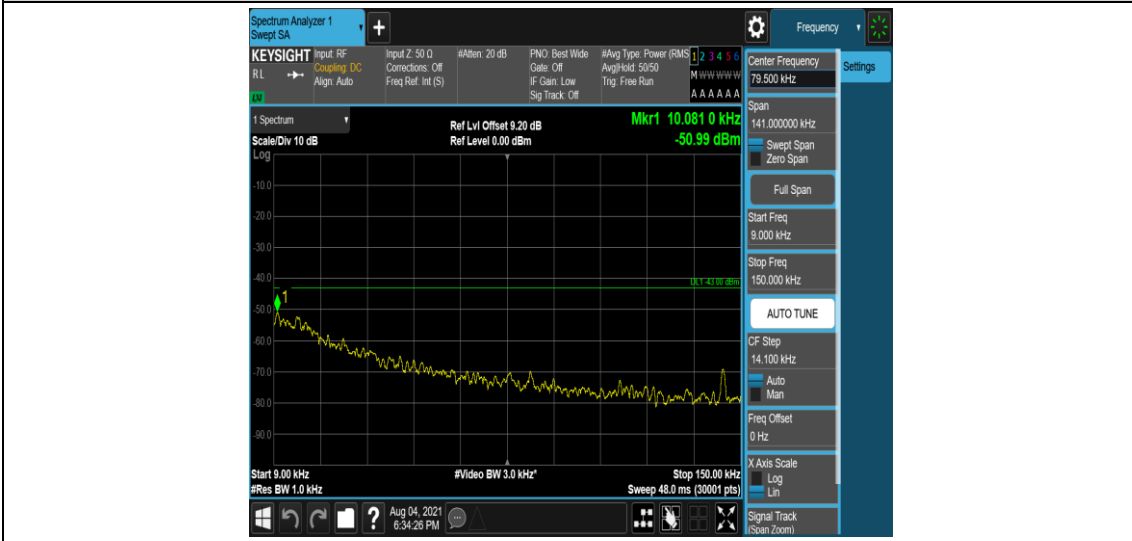 Spectrum Analyzer 1
Swept SA
+
Frequency
KEYSIGHT
RL
Input: RF
Coupling: DC
Align: Auto
Input Z: 50 Ω
Corrections: Off
Freq Ref: Int (S)
#Atten: 20 dB
PNO: Best Wide
Gate: Off
IF Gain: Low
Sig Track: Off
#Avg Type: Power (RMS
Avg|Hold: 50/50
Trig: Free Run
1 2 3 4 5 6
M W W W W W
A A A A A A
1 Spectrum
Scale/Div 10 dB
Log
Ref Lvl Offset 9.20 dB
Ref Level 0.00 dBm
Mkr1 10.081 0 kHz
-50.99 dBm
-10.0
-20.0
-30.0
-40.0
-50.0
-60.0
-70.0
-80.0
-90.0
DL1 -43.00 dBm
1
Start 9.00 kHz
#Res BW 1.0 kHz
#Video BW 3.0 kHz*
Stop 150.00 kHz
Sweep 48.0 ms (30001 pts)
?
Aug 04, 2021
6:34:26 PM
Center Frequency
79.500 kHz
Settings
Span
141.000000 kHz
Swept Span
Zero Span
Full Span
Start Freq
9.000 kHz
Stop Freq
150.000 kHz
AUTO TUNE
CF Step
14.100 kHz
Auto
Man
Freq Offset
0 Hz
X Axis Scale
Log
Lin
Signal Track
(Span Zoom)